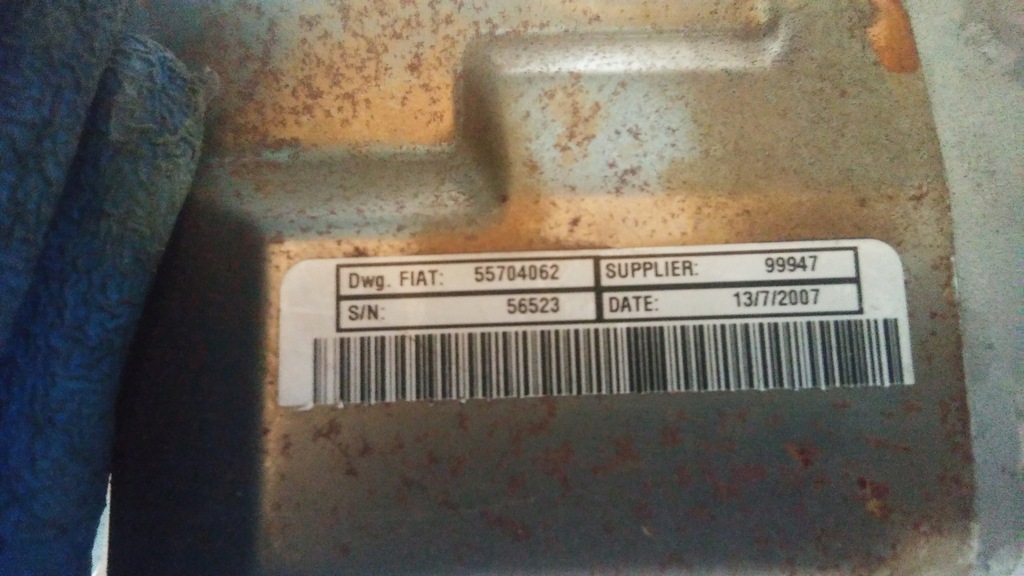 Dwg. FIAT: 55704062 SUPPLIER: 99947
S/N: 56523 DATE: 13/7/2007